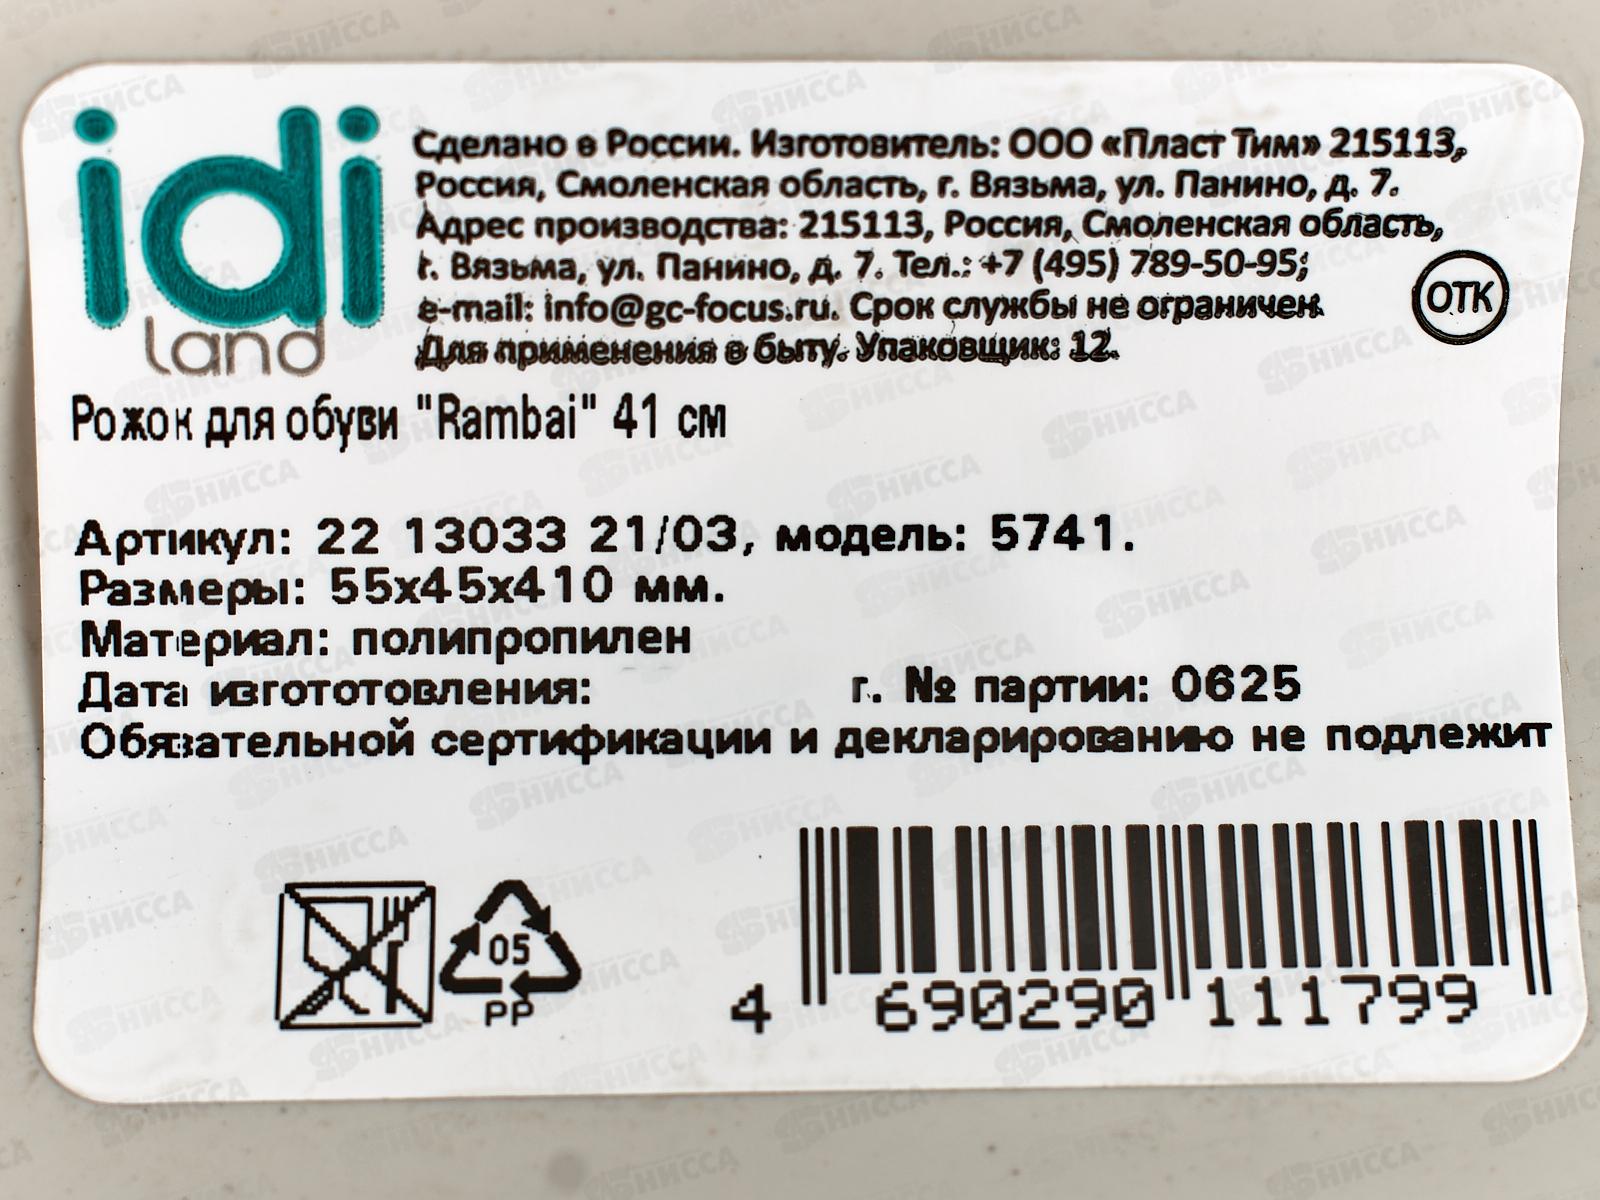 idi
land
Сделано в России. Изготовитель: ООО «Пласт Тим» 215113,
Россия, Смоленская область, г. Вязьма, ул. Панино, д. 7.
Адрес производства: 215113, Россия, Смоленская область,
г. Вязьма, ул. Панино, д. 7. Тел.: +7 (495) 789-50-95;
e-mail: info@gc-focus.ru. Срок службы не ограничен.
Для применения в быту. Упаковщик: 12.
ОТК
Рожок для обуви "Rambai" 41 см
Артикул: 22 13033 21/03, модель: 5741.
Размеры: 55х45х410 мм.
Материал: полипропилен
Дата изгототовления: г. № партии: 0625
Обязательной сертификации и декларированию не подлежит
05
PP
4 690290 111799
НИССА